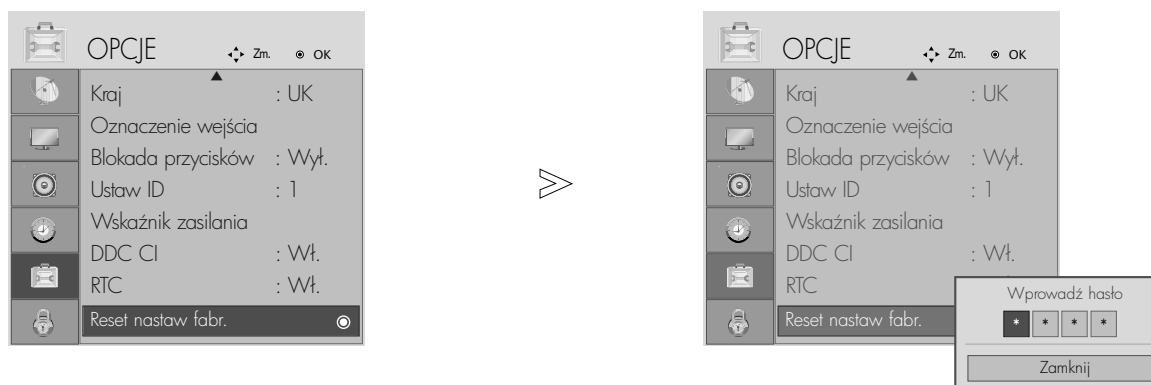 OPCJE Zm. OK
Kraj : UK
Oznaczenie wejścia
Blokada przycisków : Wył.
Ustaw ID : 1
Wskaźnik zasilania
DDC CI : Wł.
RTC : Wł.
Reset nastaw fabr.
OPCJE Zm. OK
Kraj : UK
Oznaczenie wejścia
Blokada przycisków : Wył.
Ustaw ID : 1
Wskaźnik zasilania
DDC CI : Wł.
RTC
Reset nastaw fabr.
Wprowadź hasło
* * * *
Zamknij